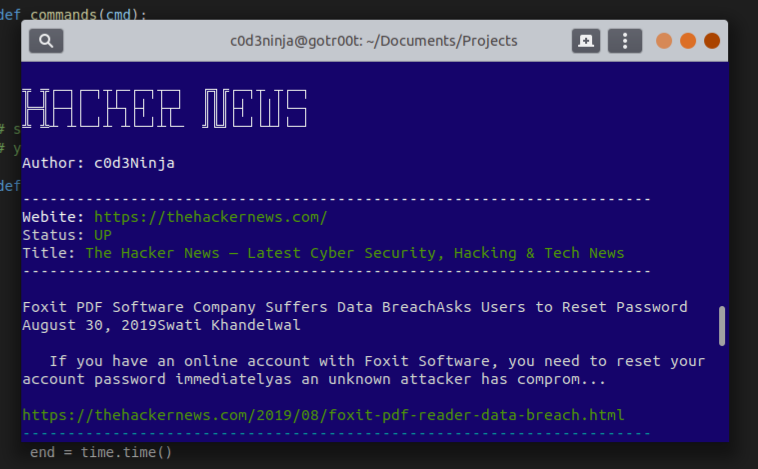 def commands(cmd):
c0d3ninja@gotr00t: ~/Documents/Projects
HACKER NEWS
# s
Author: c0d3Ninja
# y
def
-----------------------------------------------------------------------
Webite: https://thehackernews.com/
Status: UP
Title: The Hacker News — Latest Cyber Security, Hacking & Tech News
-----------------------------------------------------------------------
Foxit PDF Software Company Suffers Data BreachAsks Users to Reset Password
August 30, 2019Swati Khandelwal
If you have an online account with Foxit Software, you need to reset your
account password immediatelyas an unknown attacker has comprom...
https://thehackernews.com/2019/08/foxit-pdf-reader-data-breach.html
-----------------------------------------------------------------------
end = time.time()